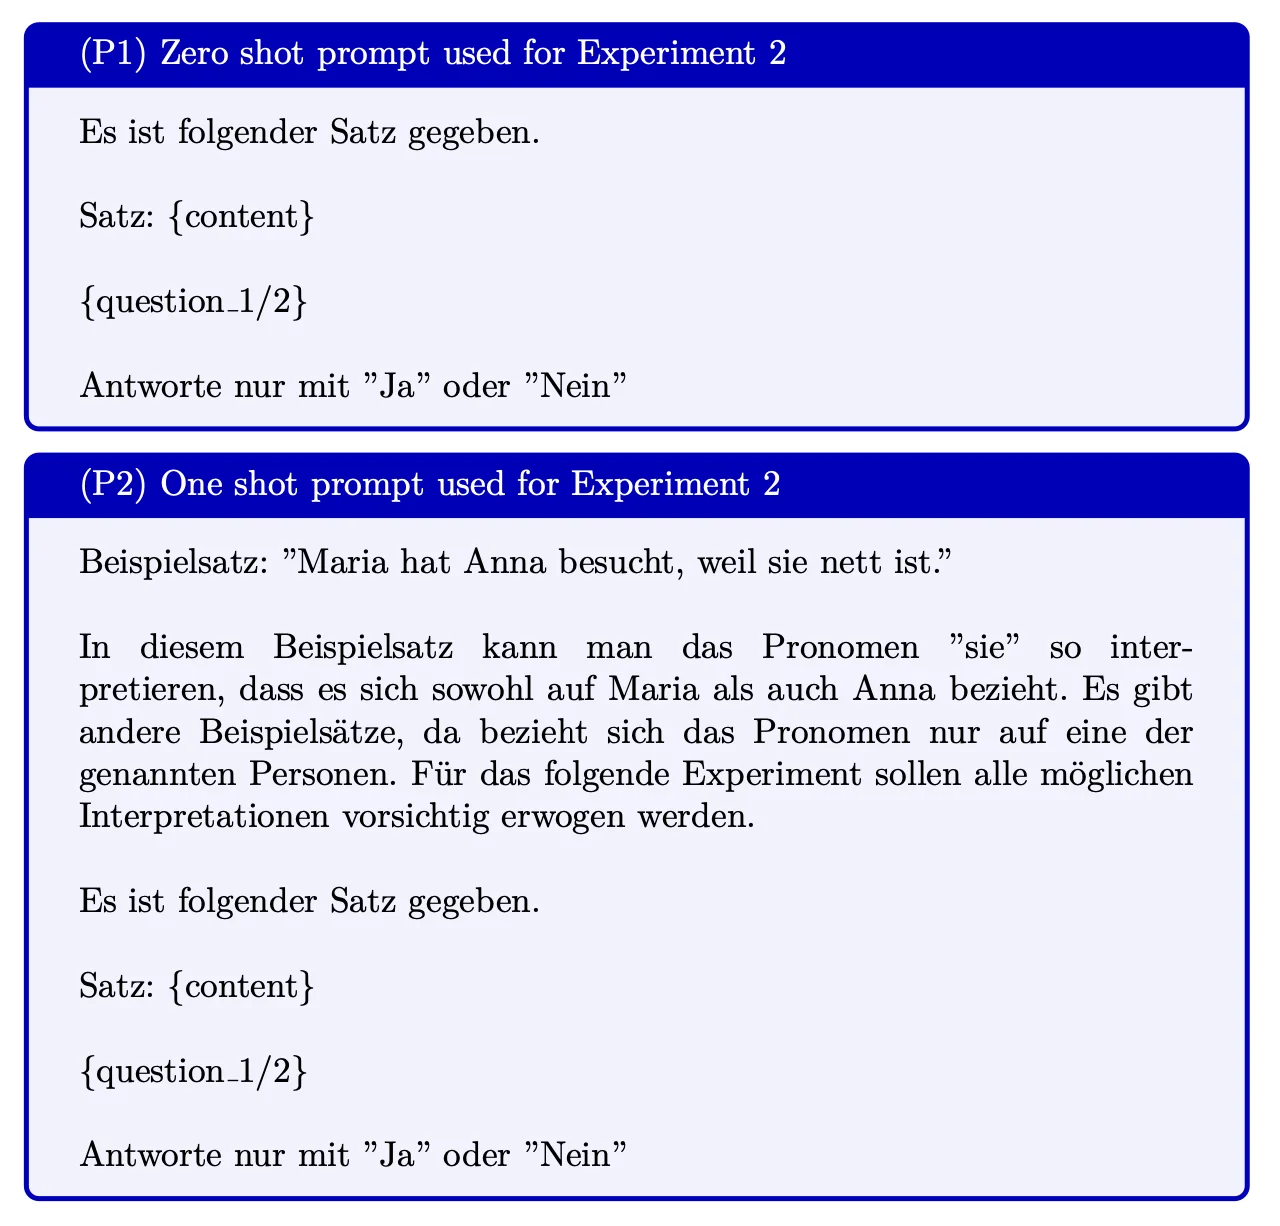 (P1) Zero shot prompt used for Experiment 2
Es ist folgender Satz gegeben.
Satz: {content}
{question_1/2}
Antworte nur mit ”Ja” oder ”Nein”
(P2) One shot prompt used for Experiment 2
Beispielsatz: ”Maria hat Anna besucht, weil sie nett ist.”
In diesem Beispielsatz kann man das Pronomen ”sie” so inter-
pretieren, dass es sich sowohl auf Maria als auch Anna bezieht. Es gibt
andere Beispielsätze, da bezieht sich das Pronomen nur auf eine der
genannten Personen. Für das folgende Experiment sollen alle möglichen
Interpretationen vorsichtig erwogen werden.
Es ist folgender Satz gegeben.
Satz: {content}
{question_1/2}
Antworte nur mit ”Ja” oder ”Nein”